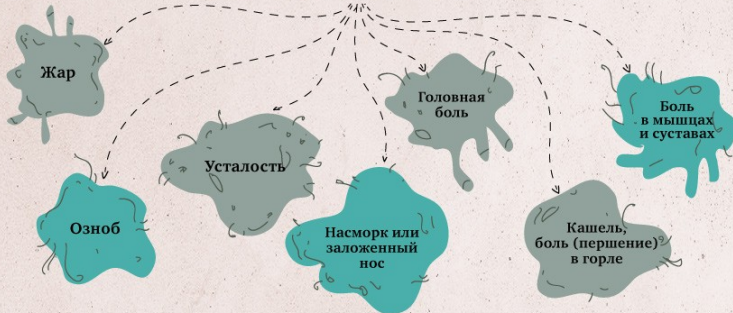 Жар
Озноб
Усталость
Насморк или
заложенный
нос
Головная
боль
Кашель,
боль (першение)
в горле
Боль
в мышцах
и суставах